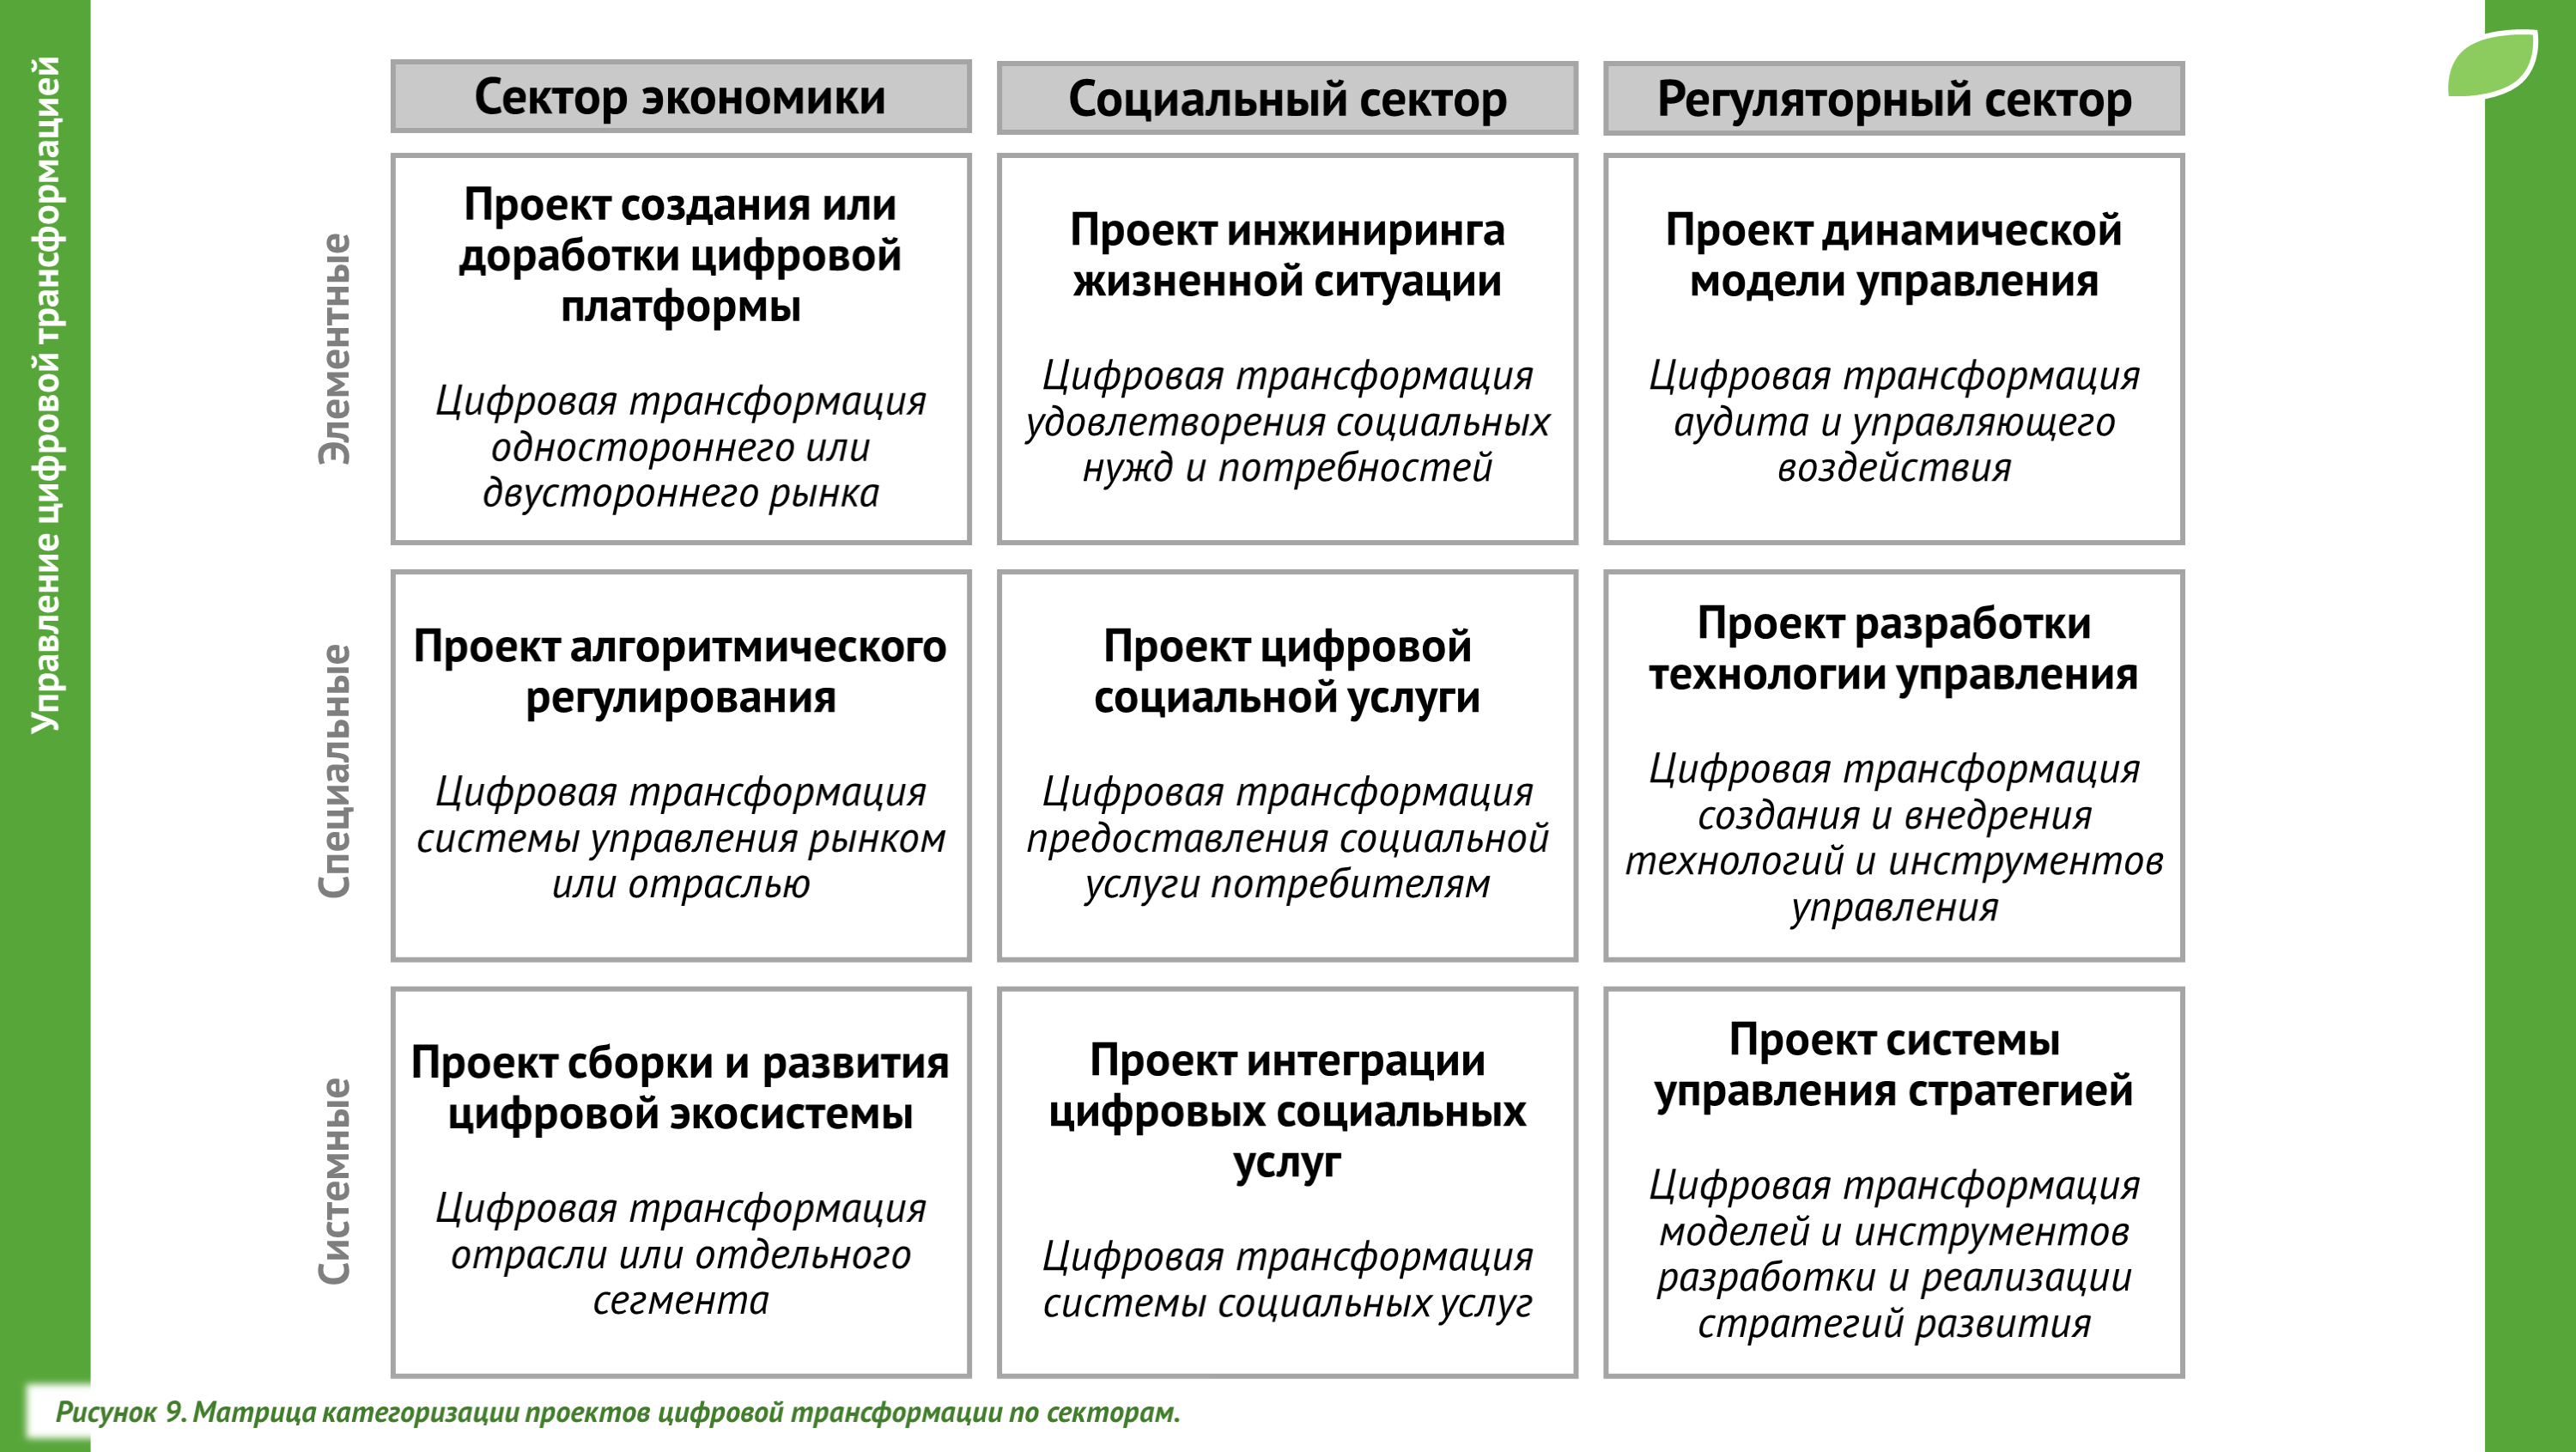 Управление цифровой трансформацией
Сектор экономики
Социальный сектор
Регуляторный сектор
Элементные
Проект создания или
доработки цифровой
платформы
Цифровая трансформация
одностороннего или
двустороннего рынка
Проект инжиниринга
жизненной ситуации
Цифровая трансформация
удовлетворения социальных
нужд и потребностей
Проект динамической
модели управления
Цифровая трансформация
аудита и управляющего
воздействия
Специальные
Проект алгоритмического
регулирования
Цифровая трансформация
системы управления рынком
или отраслью
Проект цифровой
социальной услуги
Цифровая трансформация
предоставления социальной
услуги потребителям
Проект разработки
технологии управления
Цифровая трансформация
создания и внедрения
технологий и инструментов
управления
Системные
Проект сборки и развития
цифровой экосистемы
Цифровая трансформация
отрасли или отдельного
сегмента
Проект интеграции
цифровых социальных
услуг
Цифровая трансформация
системы социальных услуг
Проект системы
управления стратегией
Цифровая трансформация
моделей и инструментов
разработки и реализации
стратегий развития
Рисунок 9. Матрица категоризации проектов цифровой трансформации по секторам.